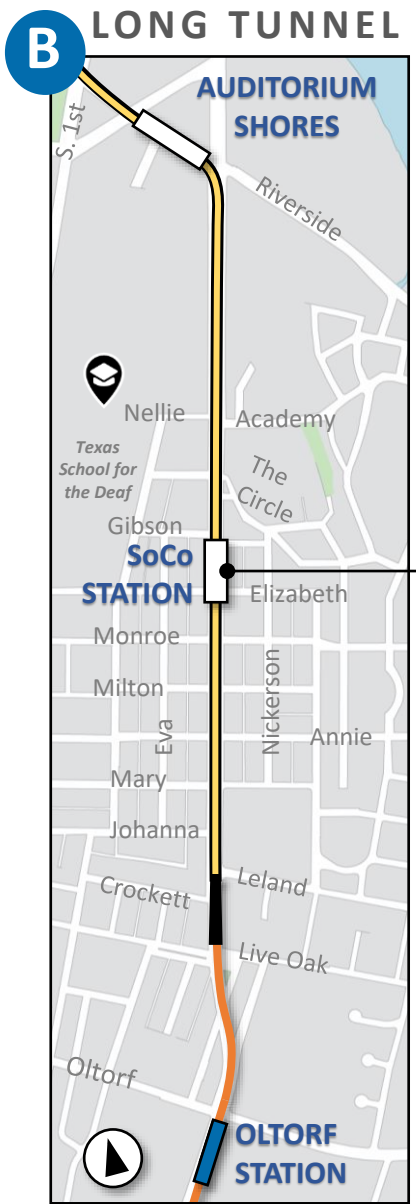 B
LONG TUNNEL
AUDITORIUM
SHORES
S. 1st
Riverside
Nellie
Academy
Texas
School for
the Deaf
The
Circle
Gibson
SoCo
STATION
Elizabeth
Monroe
Milton
Eva
Nickerson
Annie
Mary
Johanna
Leland
Crockett
Live Oak
Oltorf
OLTORF
STATION